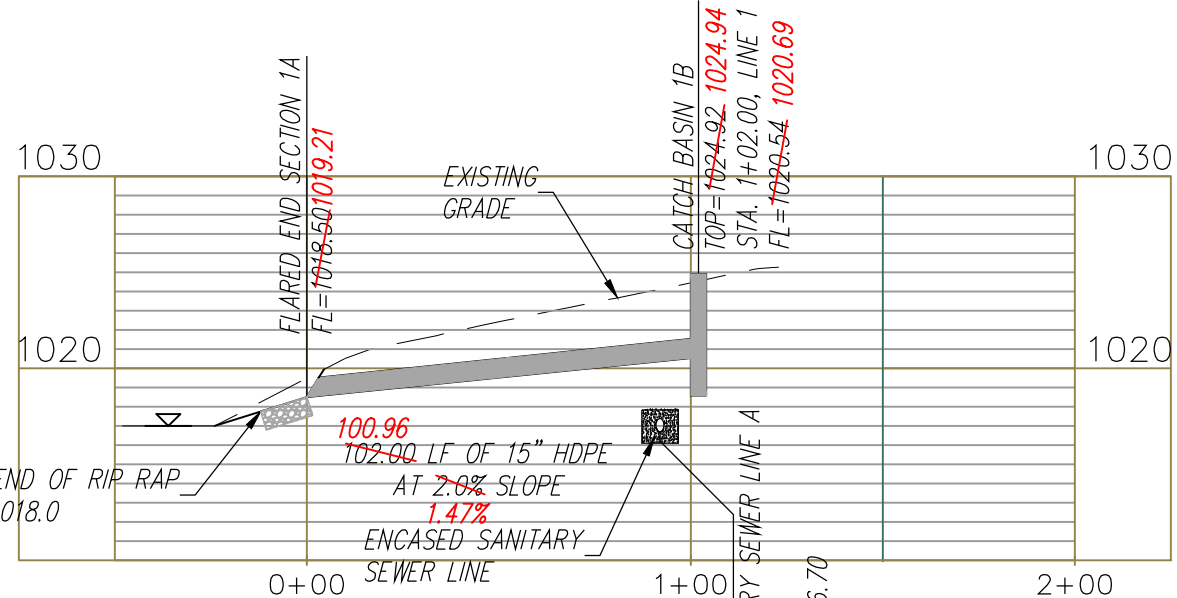 FLARED END SECTION 1A
FL=1018.50 1019.21
CATCH BASIN 1B
TOP=1024.92 1024.94
STA. 1+02.00, LINE 1
FL=1020.54 1020.69
1030
1030
EXISTING
GRADE
1020
1020
100.96
102.00 LF OF 15" HDPE
AT 2.0% SLOPE
1.47%
END OF RIP RAP
018.0
ENCASED SANITARY
SEWER LINE
RY SEWER LINE A
6.70
0+00
1+00
2+00